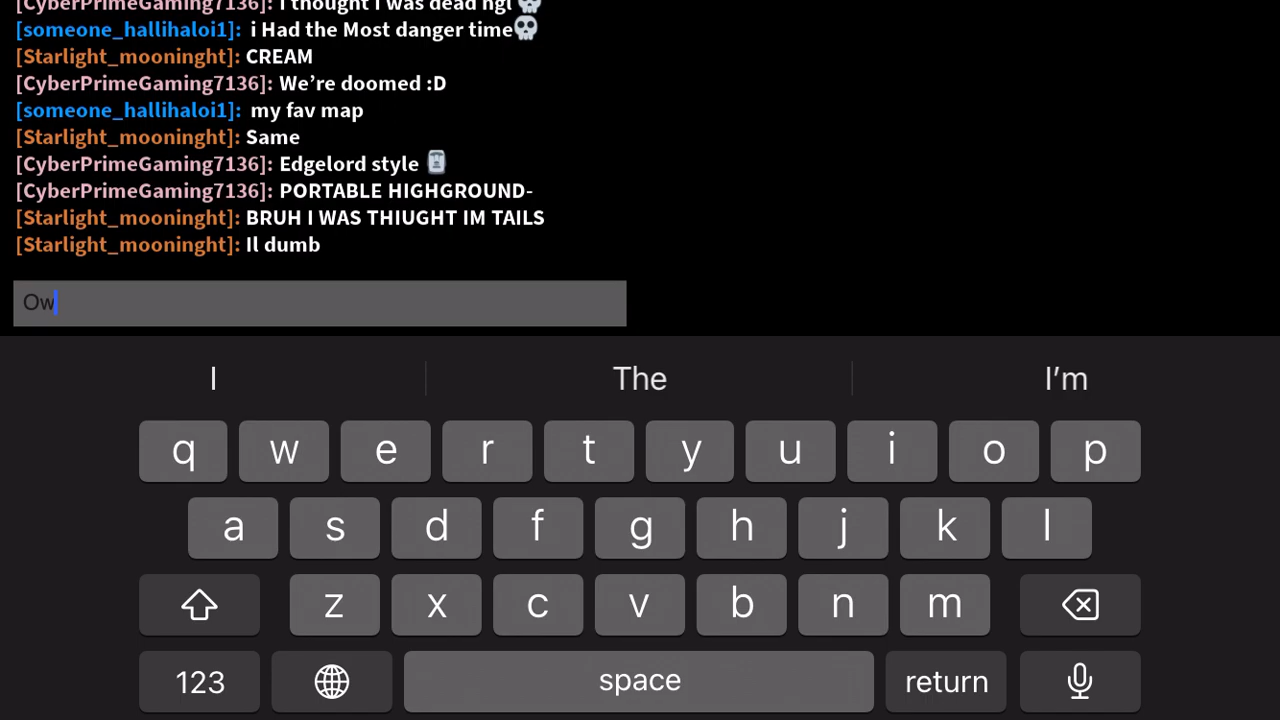 [CyberPrimeGaming7136]: I thought I was dead ngl 💀
[someone_hallihaloi1]: i Had the Most danger time💀
[Starlight_mooninght]: CREAM
[CyberPrimeGaming7136]: We’re doomed :D
[someone_hallihaloi1]: my fav map
[Starlight_mooninght]: Same
[CyberPrimeGaming7136]: Edgelord style 🗿
[CyberPrimeGaming7136]: PORTABLE HIGHGROUND-
[Starlight_mooninght]: BRUH I WAS THIUGHT IM TAILS
[Starlight_mooninght]: Il dumb
Ow
I The I’m
q w e r t y u i o p
a s d f g h j k l
z x c v b n m
123 space return